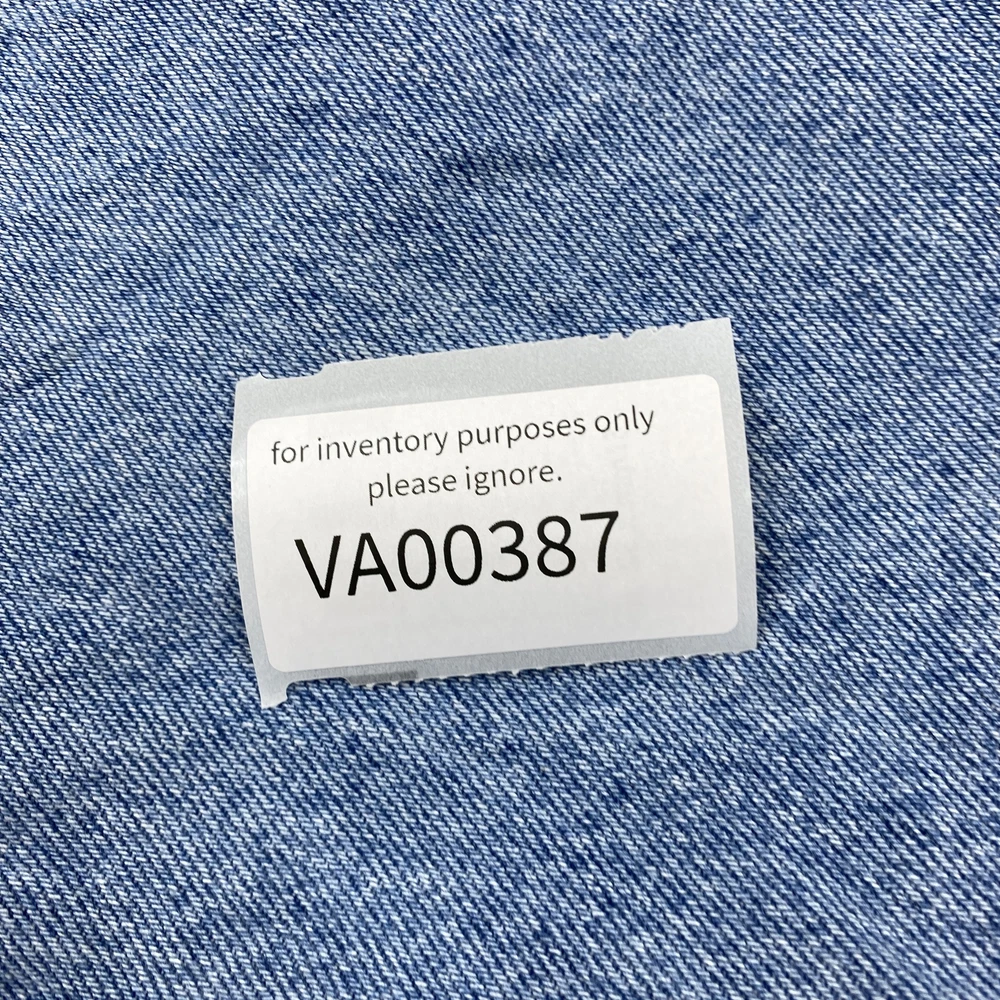 for inventory purposes only
please ignore.
VA00387